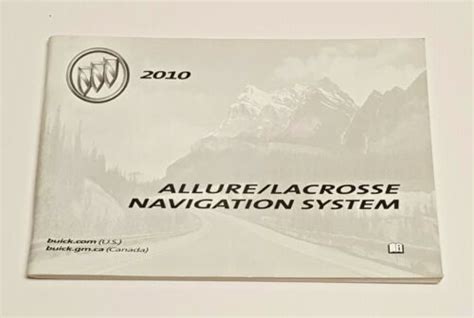 2010
ALLURE/LACROSSE
NAVIGATION SYSTEM
buick.com (U.S.)
buick.gm.ca (Canada)